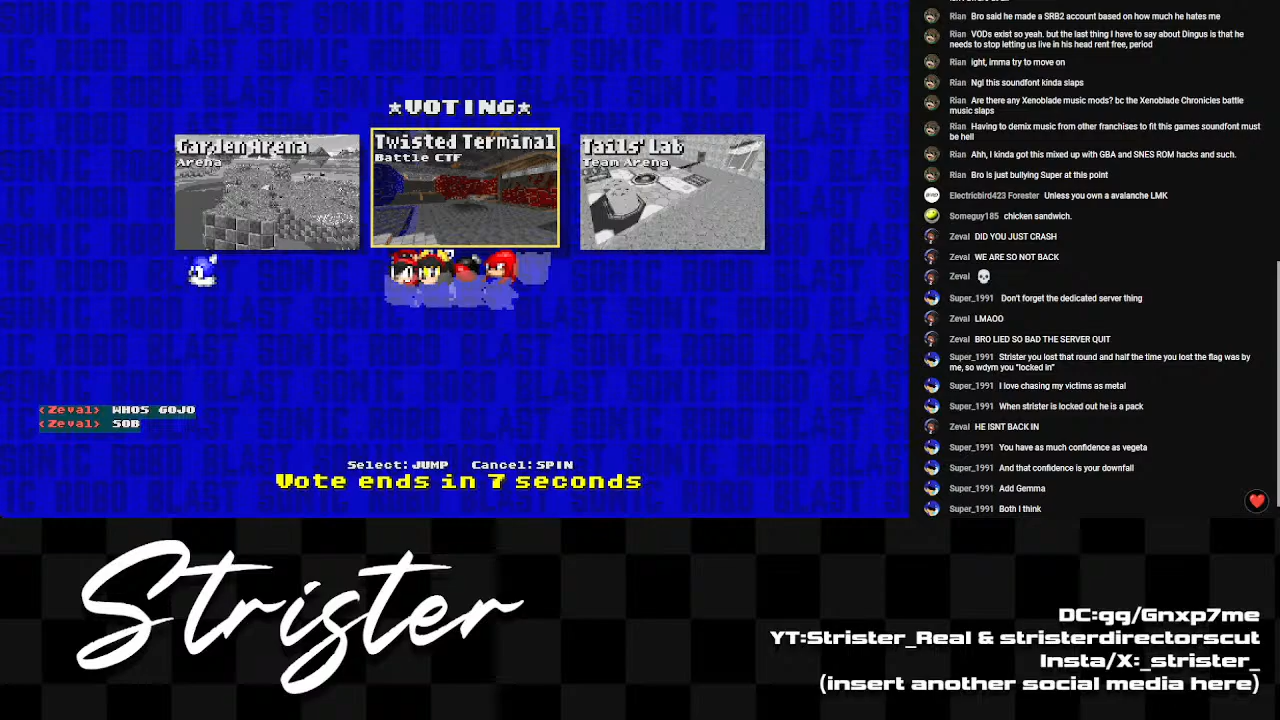 ★VOTING★
Garden Arena
Arena
Twisted Terminal
Battle CTF
Tails' Lab
Team Arena
<Zeval> WHOS GOJO
<Zeval> SOB
Select:JUMP Cancel:SPIN
Vote ends in 7 seconds
Rian Bro said he made a SRB2 account based on how much he hates me
Rian VODs exist so yeah. but the last thing I have to say about Dingus is that he
needs to stop letting us live in his head rent free, period
Rian ight, imma try to move on
Rian Ngl this soundfont kinda slaps
Rian Are there any Xenoblade music mods? bc the Xenoblade Chronicles battle
music slaps
Rian Having to demix music from other franchises to fit this games soundfont must
be hell
Rian Ahh, I kinda got this mixed up with GBA and SNES ROM hacks and such.
Rian Bro is just bullying Super at this point
Electricbird423 Forester Unless you own a avalanche LMK
Someguy185 chicken sandwich.
Zeval DID YOU JUST CRASH
Zeval WE ARE SO NOT BACK
Zeval 💀
Super_1991 Don't forget the dedicated server thing
Zeval LMAOO
Zeval BRO LIED SO BAD THE SERVER QUIT
Super_1991 Strister you lost that round and half the time you lost the flag was by
me, so wdym you "locked in"
Super_1991 I love chasing my victims as metal
Super_1991 When strister is locked out he is a pack
Zeval HE ISNT BACK IN
Super_1991 You have as much confidence as vegeta
Super_1991 And that confidence is your downfall
Super_1991 Add Gemma
Super_1991 Both I think
Strister
DC:gg/Gnxp7me
YT:Strister_Real & stristerdirectorscut
Insta/X:_strister_
(insert another social media here)